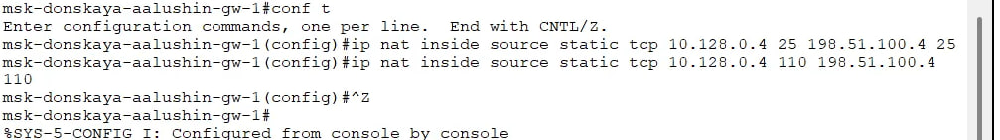 msk-donskaya-aalushin-gw-1#conf t
Enter configuration commands, one per line.  End with CNTL/Z.
msk-donskaya-aalushin-gw-1(config)#ip nat inside source static tcp 10.128.0.4 25 198.51.100.4 25
msk-donskaya-aalushin-gw-1(config)#ip nat inside source static tcp 10.128.0.4 110 198.51.100.4
110
msk-donskaya-aalushin-gw-1(config)#^Z
msk-donskaya-aalushin-gw-1#
%SYS-5-CONFIG I: Configured from console by console